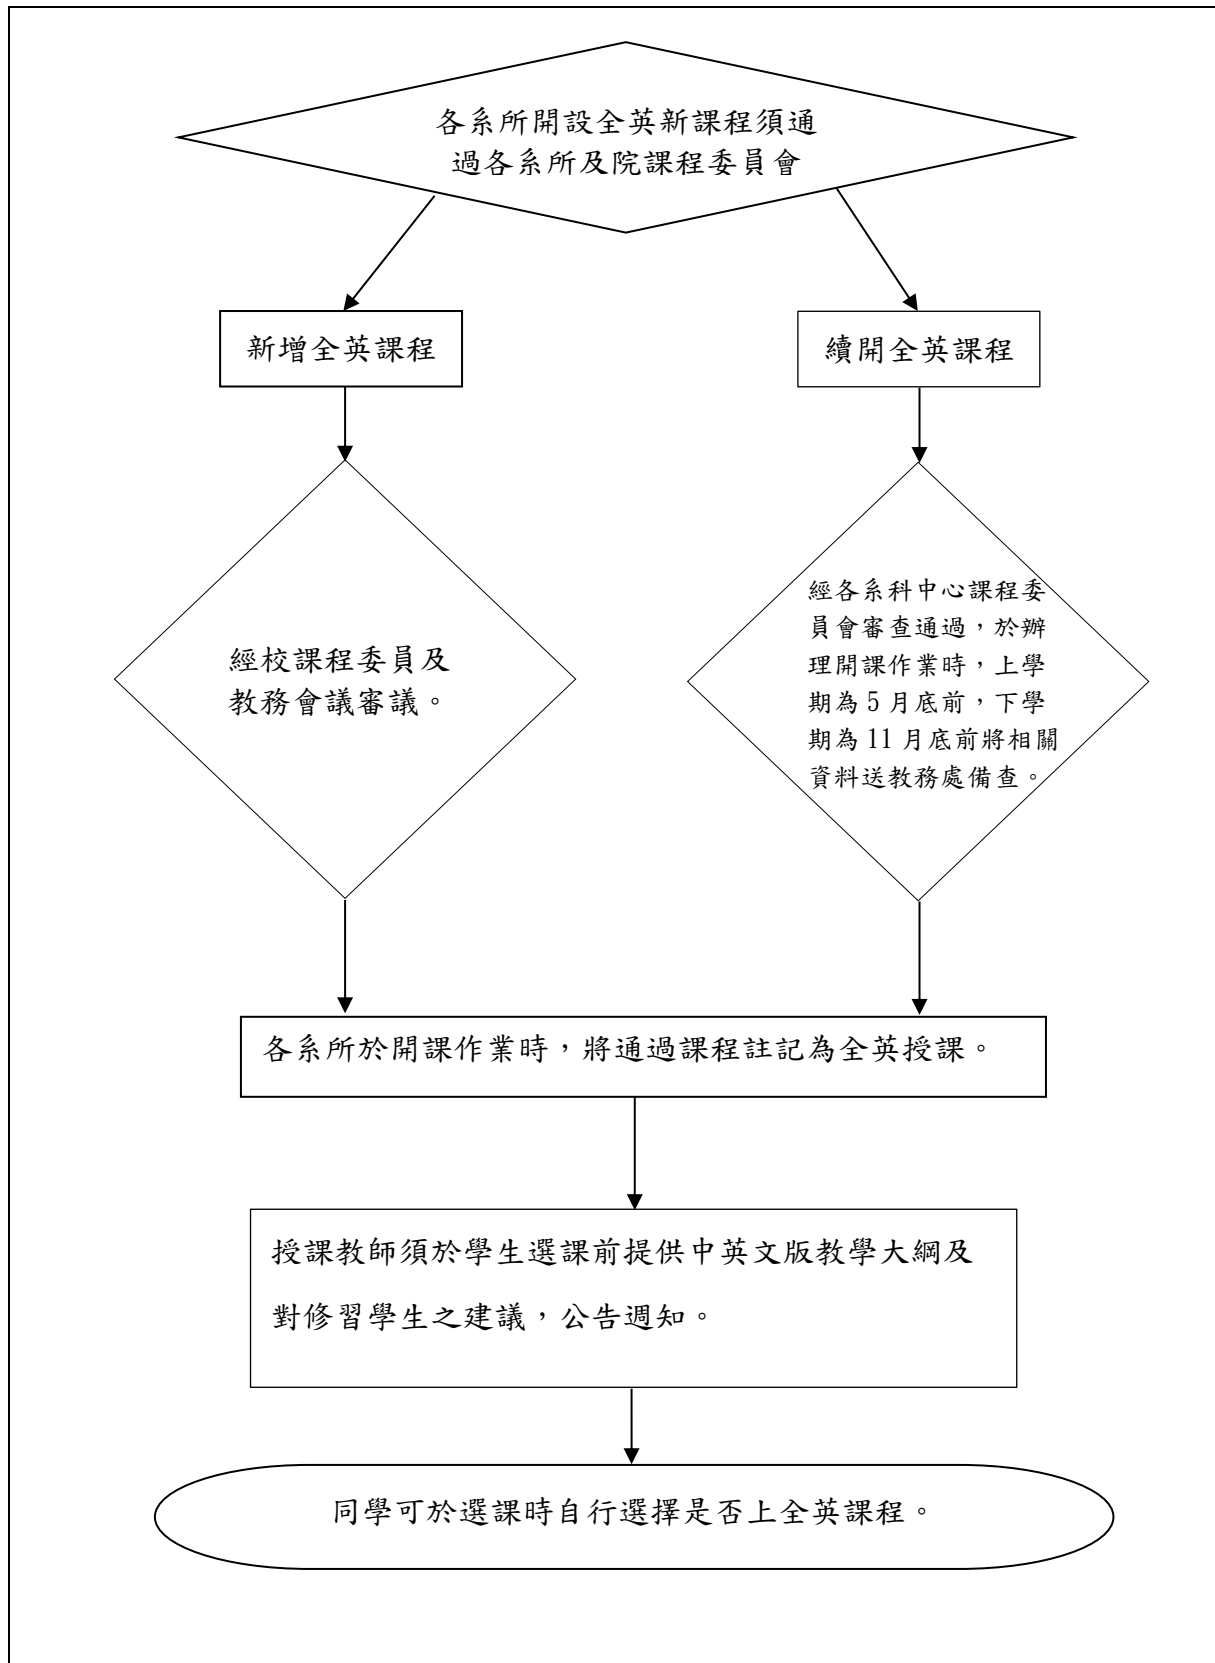 各系所開設全英新課程須通
過各系所及院課程委員會
新增全英課程
續開全英課程
經校課程委員及
教務會議審議。
經各系科中心課程委
員會審查通過，於辦
理開課作業時，上學
期為 5 月底前，下學
期為 11 月底前將相關
資料送教務處備查。
各系所於開課作業時，將通過課程註記為全英授課。
授課教師須於學生選課前提供中英文版教學大綱及
對修習學生之建議，公告週知。
同學可於選課時自行選擇是否上全英課程。